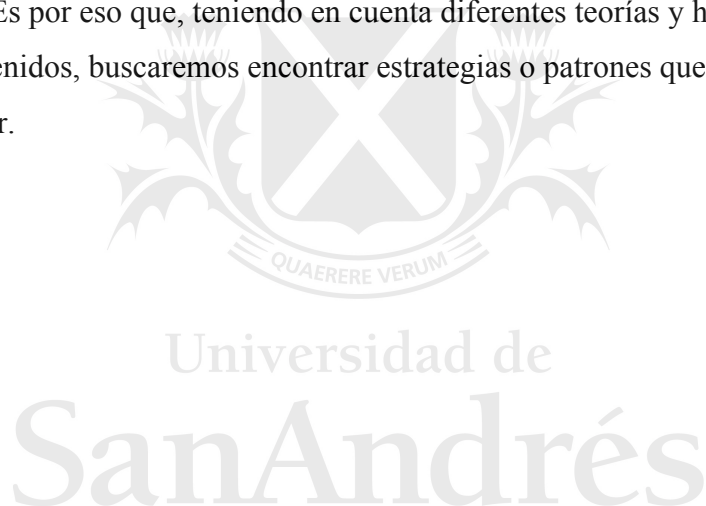 Es por eso que, teniendo en cuenta diferentes teorías y h
enidos, buscaremos encontrar estrategias o patrones que
r.
QUAERERE VERUM
Universidad de
SanAndrés